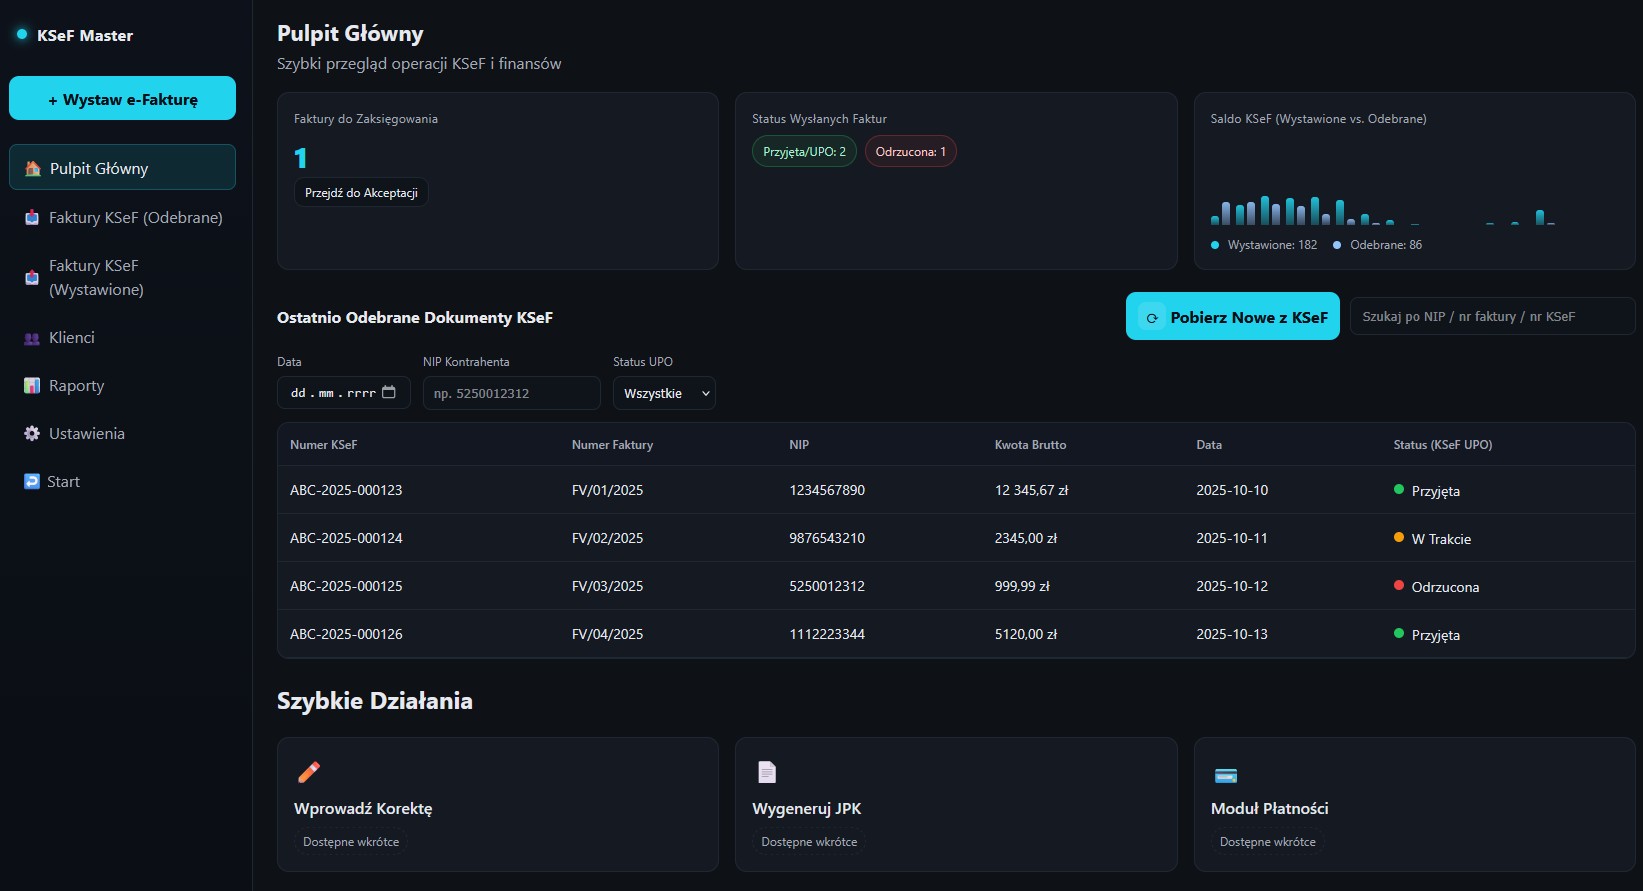 KSeF Master
+ Wystaw e-Fakturę
Pulpit Główny
Faktury KSeF (Odebrane)
Faktury KSeF
(Wystawione)
Klienci
Raporty
Ustawienia
Start
Pulpit Główny
Szybki przegląd operacji KSeF i finansów
Faktury do Zaksięgowania
1
Przejdź do Akceptacji
Status Wysłanych Faktur
Przyjęta/UPO: 2 Odrzucona: 1
Saldo KSeF (Wystawione vs. Odebrane)
Wystawione: 182 Odebrane: 86
Ostatnio Odebrane Dokumenty KSeF
Pobierz Nowe z KSeF
Szukaj po NIP / nr faktury / nr KSeF
Data NIP Kontrahenta Status UPO
dd.mm.rrrr np. 5250012312 Wszystkie
Numer KSeF Numer Faktury NIP Kwota Brutto Data Status (KSeF UPO)
ABC-2025-000123 FV/01/2025 1234567890 12 345,67 zł 2025-10-10 Przyjęta
ABC-2025-000124 FV/02/2025 9876543210 2345,00 zł 2025-10-11 W Trakcie
ABC-2025-000125 FV/03/2025 5250012312 999,99 zł 2025-10-12 Odrzucona
ABC-2025-000126 FV/04/2025 1112223344 5120,00 zł 2025-10-13 Przyjęta
Szybkie Działania
Wprowadź Korektę
Dostępne wkrótce
Wygeneruj JPK
Dostępne wkrótce
Moduł Płatności
Dostępne wkrótce